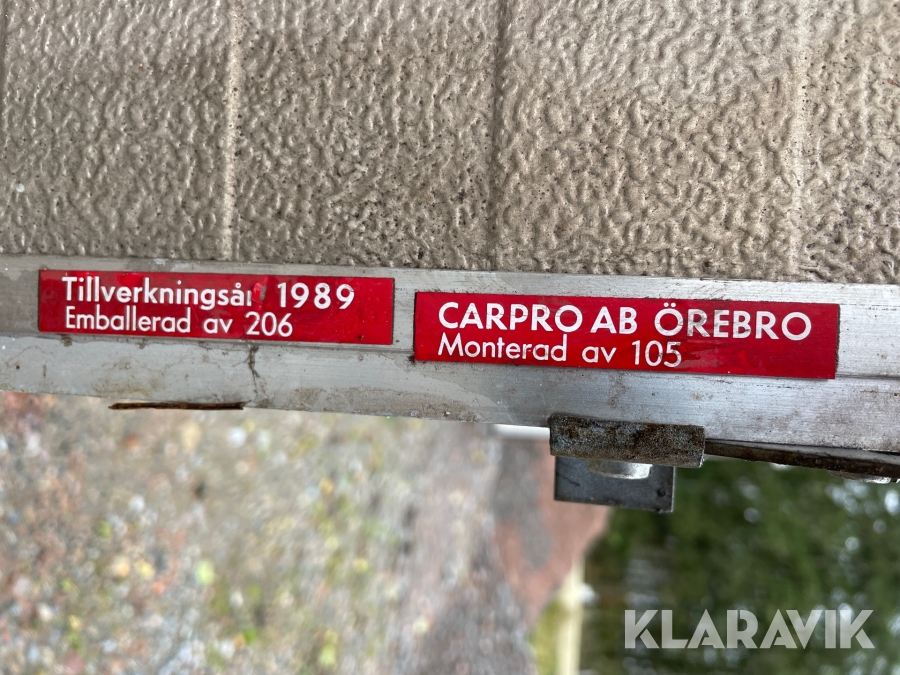 Tillverkningsår 1989
Emballerad av 206
CARPRO AB ÖREBRO
Monterad av 105
KLARAVIK